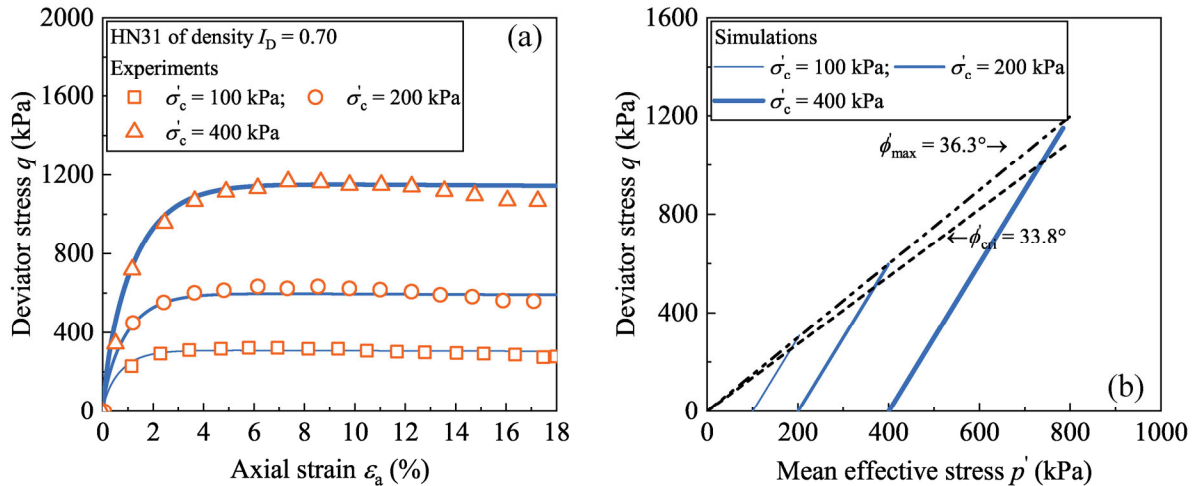 (a)
HN31 of density I_D = 0.70
Experiments
σ'_c = 100 kPa; σ'_c = 200 kPa
σ'_c = 400 kPa
Deviator stress q (kPa)
2000
1600
1200
800
400
0
0 2 4 6 8 10 12 14 16 18
Axial strain ε_a (%)
(b)
Simulations
σ'_c = 100 kPa; σ'_c = 200 kPa
σ'_c = 400 kPa
ϕ'_max = 36.3°→
←ϕ'_cri = 33.8°
Deviator stress q (kPa)
1600
1200
800
400
0
0 200 400 600 800 1000
Mean effective stress p' (kPa)